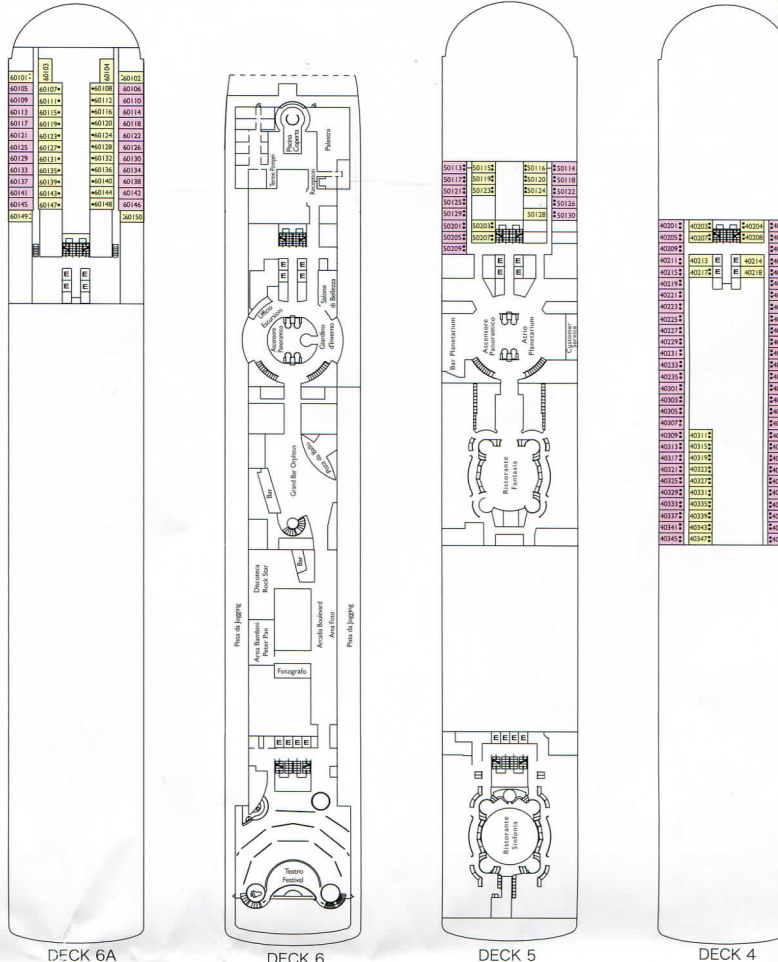 60101 60103 60104 60102
60105 60107 60108 60106
60109 60111 60112 60110
60113 60115 60116 60114
60117 60119 60120 60118
60121 60123 60124 60122
60125 60127 60128 60126
60129 60131 60132 60130
60133 60135 60136 60134
60137 60139 60140 60138
60141 60143 60144 60142
60145 60147 60148 60146
60149 60150
E E
E E
DECK 6A
Piscina
Coperta
Palestra
Terme Pompei
Reception
E E
E E
Salone
di Bellezza
Ufficio
Escursioni
Ascensore
Panoramico
Giardino
d'Inverno
Pista da Ballo
Grand Bar Orpheus
Bar
Bar
Discoteca
Rock Star
Pista da Jogging
Area Bambini
Peter Pan
Arcada Boulevard
Area Foto
Pista da Jogging
Fotografo
E E E E
Teatro
Festival
DECK 6
50113 50115 50116 50114
50117 50119 50120 50118
50121 50123 50124 50122
50125 50126
50129 50128 50130
50201 50203
50205 50207
50209
E E
E E
Bar Planetarium
Ascensore
Panoramico
Atrio
Planetarium
Customer
Service
Ristorante
Fantasia
E E E E
Ristorante
Sinfonia
DECK 5
40201 40203 40204
40205 40207 40208
40209
40211 40213 40214
40215 40217 40218
E E
E E
40219
40221
40223
40225
40227
40229
40231
40233
40235
40301
40303
40305
40307
40309 40311
40313 40315
40317 40319
40321 40323
40325 40327
40329 40331
40333 40335
40337 40339
40341 40343
40345 40347
DECK 4